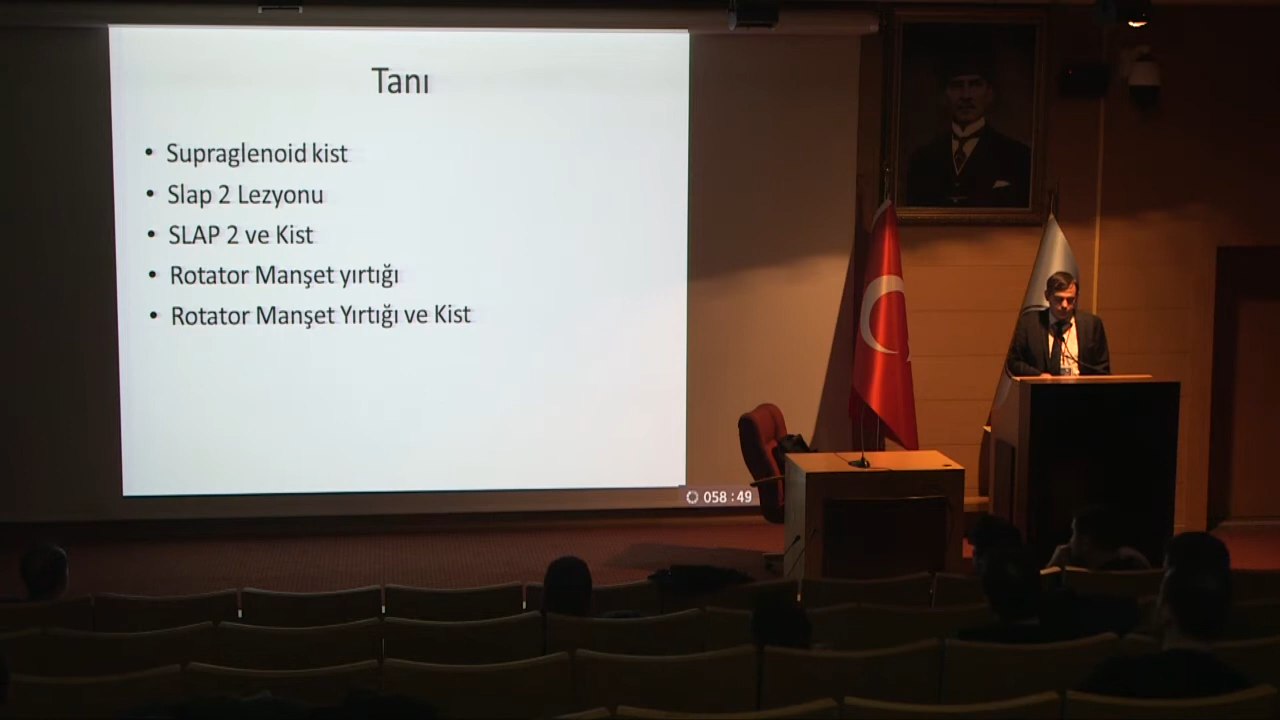 Tanı
• Supraglenoid kist
• Slap 2 Lezyonu
• SLAP 2 ve Kist
• Rotator Manşet yırtığı
• Rotator Manşet Yırtığı ve Kist
058 : 49